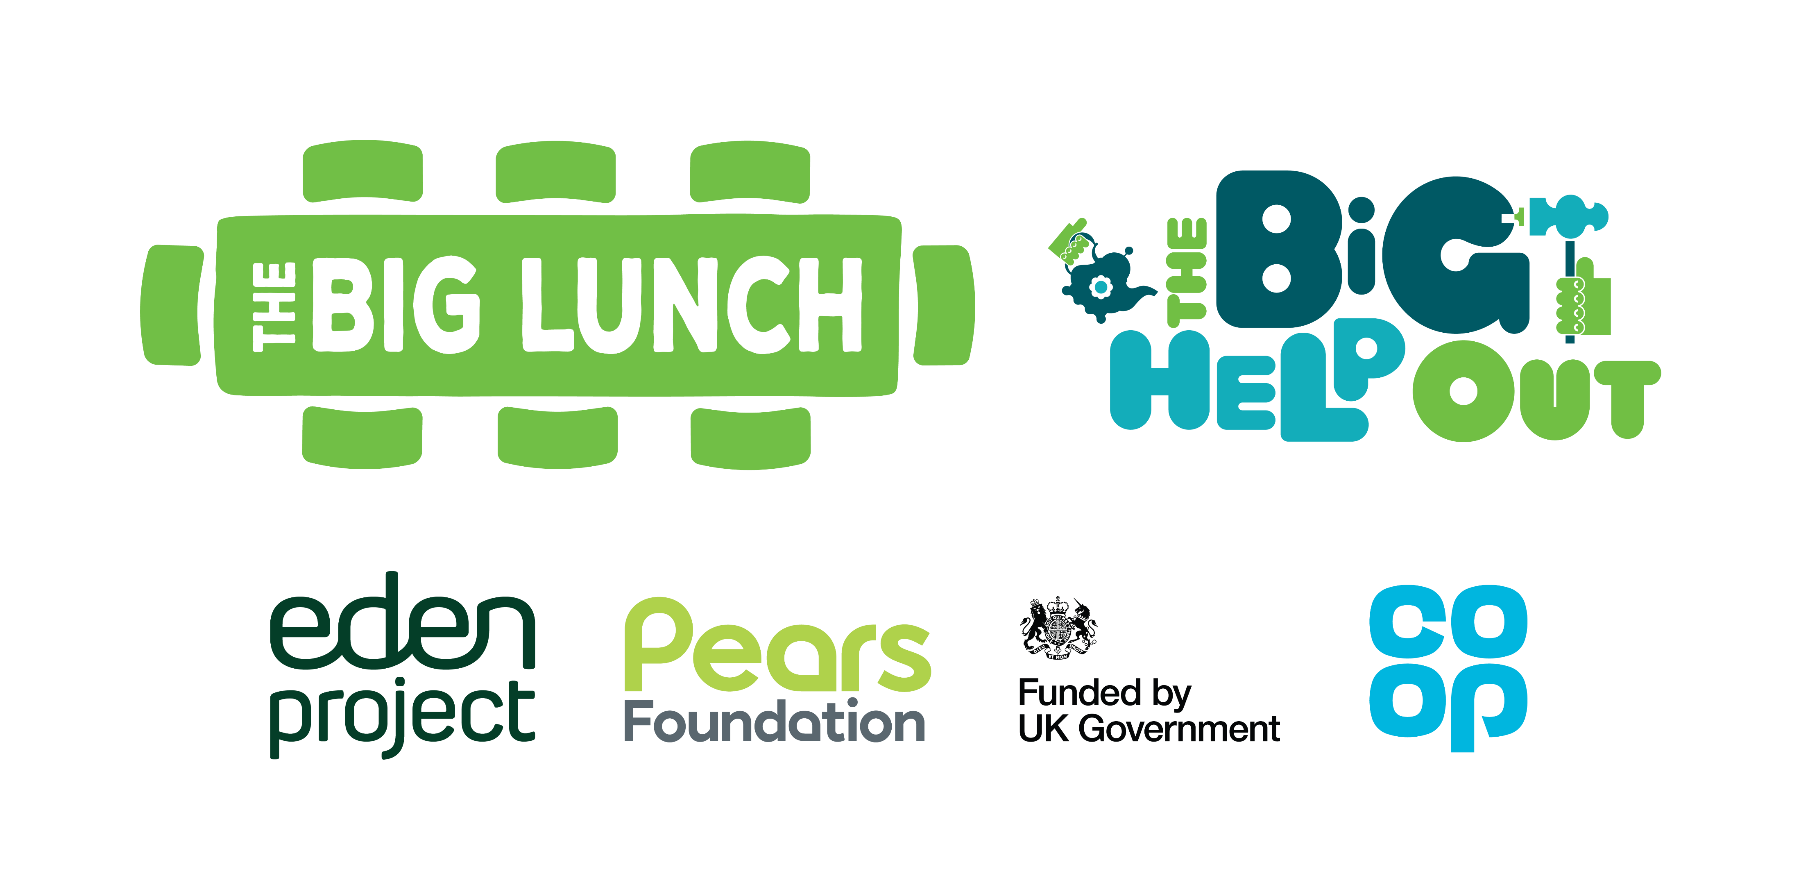 THE BIG LUNCH
THE BiG
HELP OUT
eden
project
Pears
Foundation
Funded by
UK Government
CO
OP